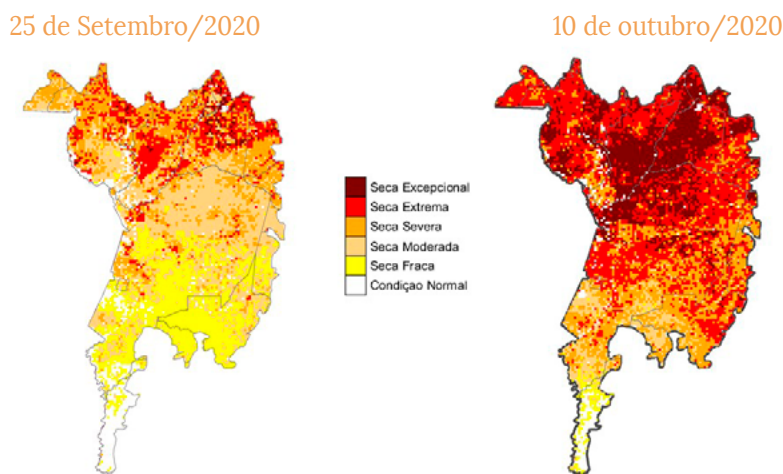 25 de Setembro/2020
10 de outubro/2020
Seca Excepcional
Seca Extrema
Seca Severa
Seca Moderada
Seca Fraca
Condiçao Normal